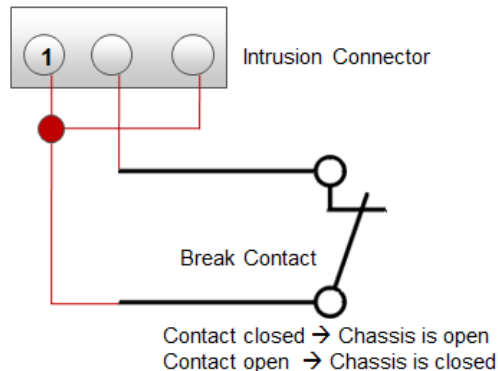 1
Intrusion Connector
Break Contact
Contact closed → Chassis is open
Contact open → Chassis is closed